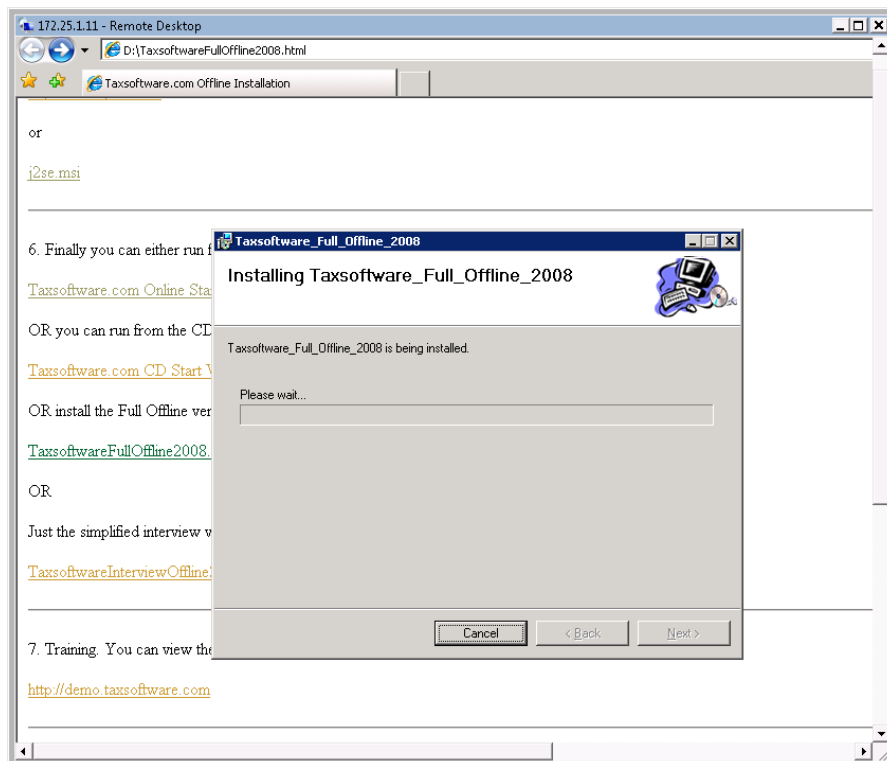 172.25.1.11 - Remote Desktop
D:\TaxsoftwareFullOffline2008.html
Taxsoftware.com Offline Installation
or
j2se.msi
6. Finally you can either run
Taxsoftware.com Online
OR you can run from the CD
Taxsoftware.com CD Start
OR install the Full Offline
TaxsoftwareFullOffline2008.
OR
Just the simplified interview
TaxsoftwareInterviewOffline
7. Training. You can view the
http://demo.taxsoftware.com
Taxsoftware_Full_Offline_2008
Installing Taxsoftware_Full_Offline_2008
Taxsoftware_Full_Offline_2008 is being installed.
Please wait...
Cancel
< Back
Next >